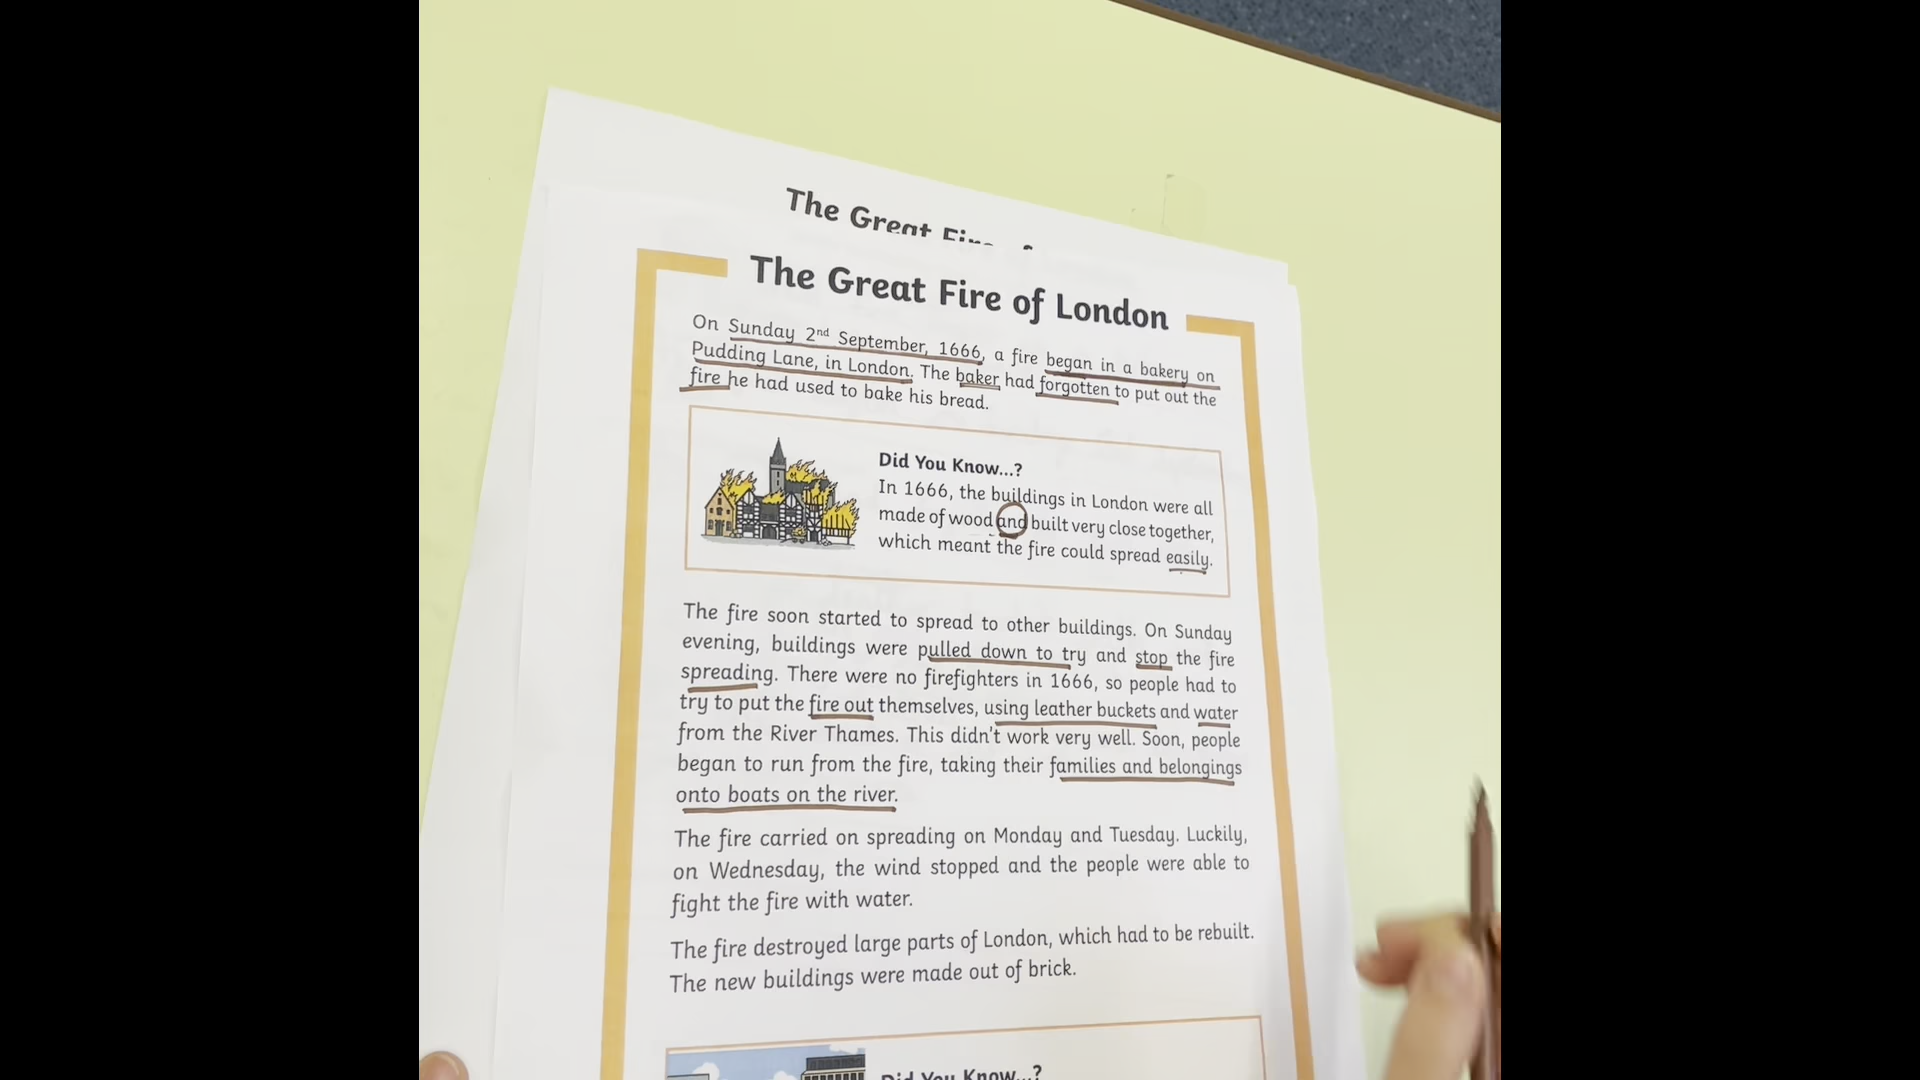 The Great Fire of
The Great Fire of London
On Sunday 2nd September, 1666, a fire began in a bakery on
Pudding Lane, in London. The baker had forgotten to put out the
fire he had used to bake his bread.
Did You Know...?
In 1666, the buildings in London were all
made of wood and built very close together,
which meant the fire could spread easily.
The fire soon started to spread to other buildings. On Sunday
evening, buildings were pulled down to try and stop the fire
spreading. There were no firefighters in 1666, so people had to
try to put the fire out themselves, using leather buckets and water
from the River Thames. This didn't work very well. Soon, people
began to run from the fire, taking their families and belongings
onto boats on the river.
The fire carried on spreading on Monday and Tuesday. Luckily,
on Wednesday, the wind stopped and the people were able to
fight the fire with water.
The fire destroyed large parts of London, which had to be rebuilt.
The new buildings were made out of brick.
Did You Know...?